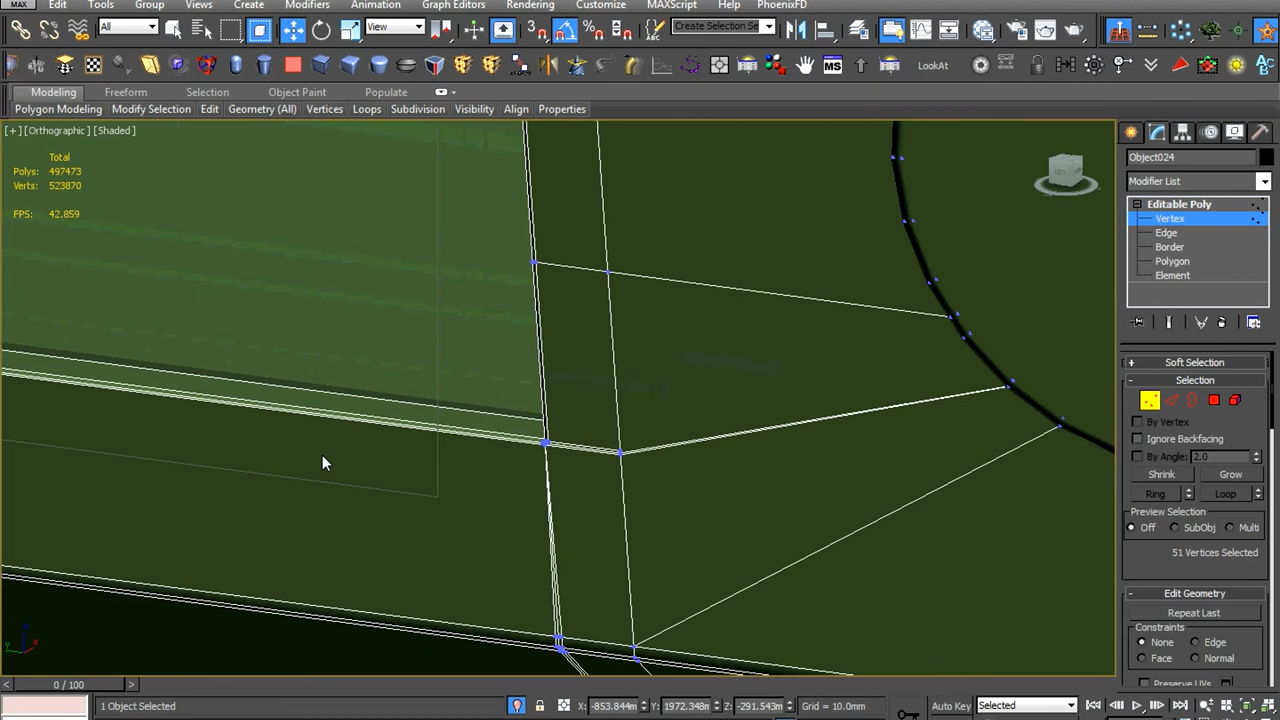 MAX Edit Tools Group Views Create Modifiers Animation Graph Editors Rendering Customize MAXScript Help PhoenixFD
All View 3 % Create Selection Se
MS LookAt
Modeling Freeform Selection Object Paint Populate
Polygon Modeling Modify Selection Edit Geometry (All) Vertices Loops Subdivision Visibility Align Properties
[+] [Orthographic] [Shaded]
Total
Polys: 497473
Verts: 523870
FPS: 42.859
Object024
Modifier List
Editable Poly
Vertex
Edge
Border
Polygon
Element
+ Soft Selection
- Selection
By Vertex
Ignore Backfacing
By Angle: 2.0
Shrink Grow
Ring Loop
Preview Selection
Off SubObj Multi
51 Vertices Selected
- Edit Geometry
Repeat Last
Constraints
None Edge
Face Normal
Preserve UVs
z
y x
< 0 / 100 >
1 Object Selected X: -853.844m Y: 1972.348m Z: -291.543m Grid = 10.0mm Auto Key Selected